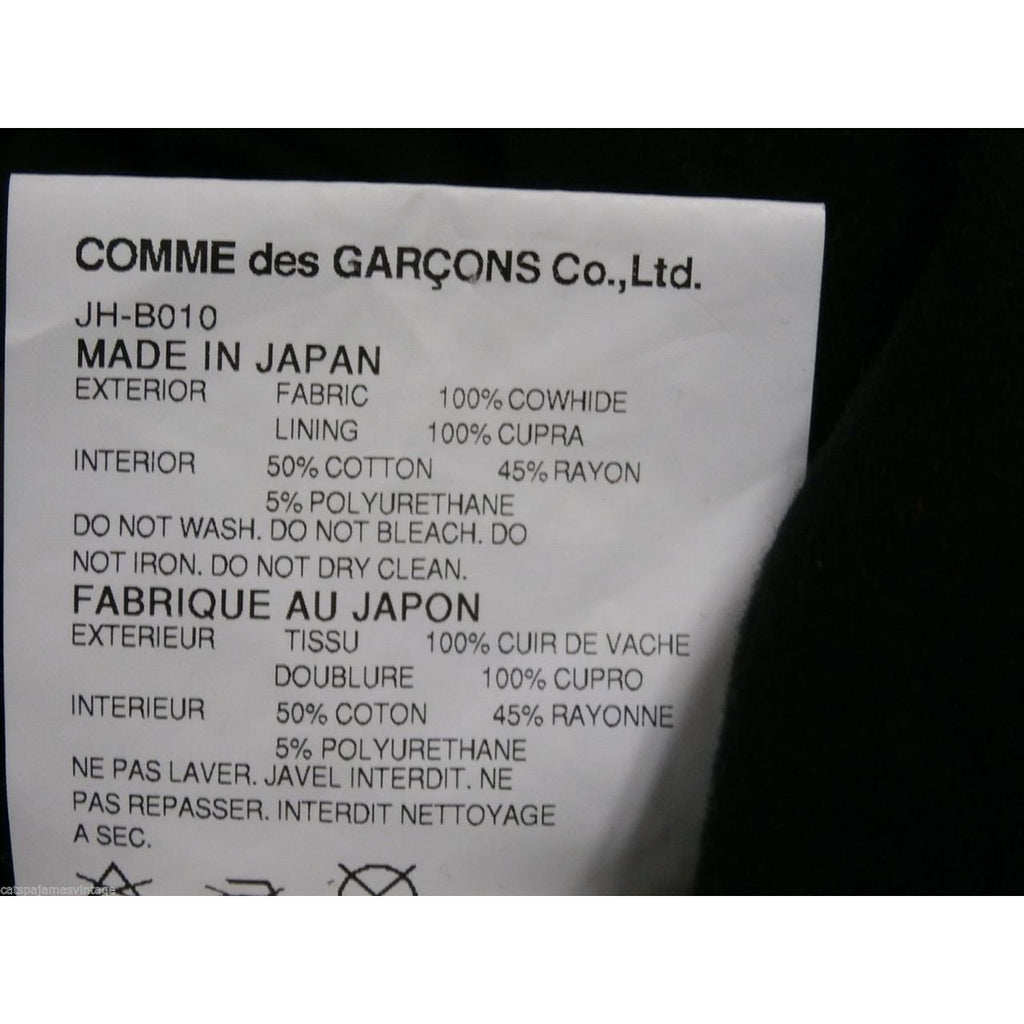 COMME des GARÇONS Co.,Ltd.
JH-B010
MADE IN JAPAN
EXTERIOR FABRIC 100% COWHIDE
LINING 100% CUPRA
INTERIOR 50% COTTON 45% RAYON
5% POLYURETHANE
DO NOT WASH. DO NOT BLEACH. DO
NOT IRON. DO NOT DRY CLEAN.
FABRIQUE AU JAPON
EXTERIEUR TISSU 100% CUIR DE VACHE
DOUBLURE 100% CUPRO
INTERIEUR 50% COTON 45% RAYONNE
5% POLYURETHANE
NE PAS LAVER. JAVEL INTERDIT. NE
PAS REPASSER. INTERDIT NETTOYAGE
A SEC.
catspajamasvintage